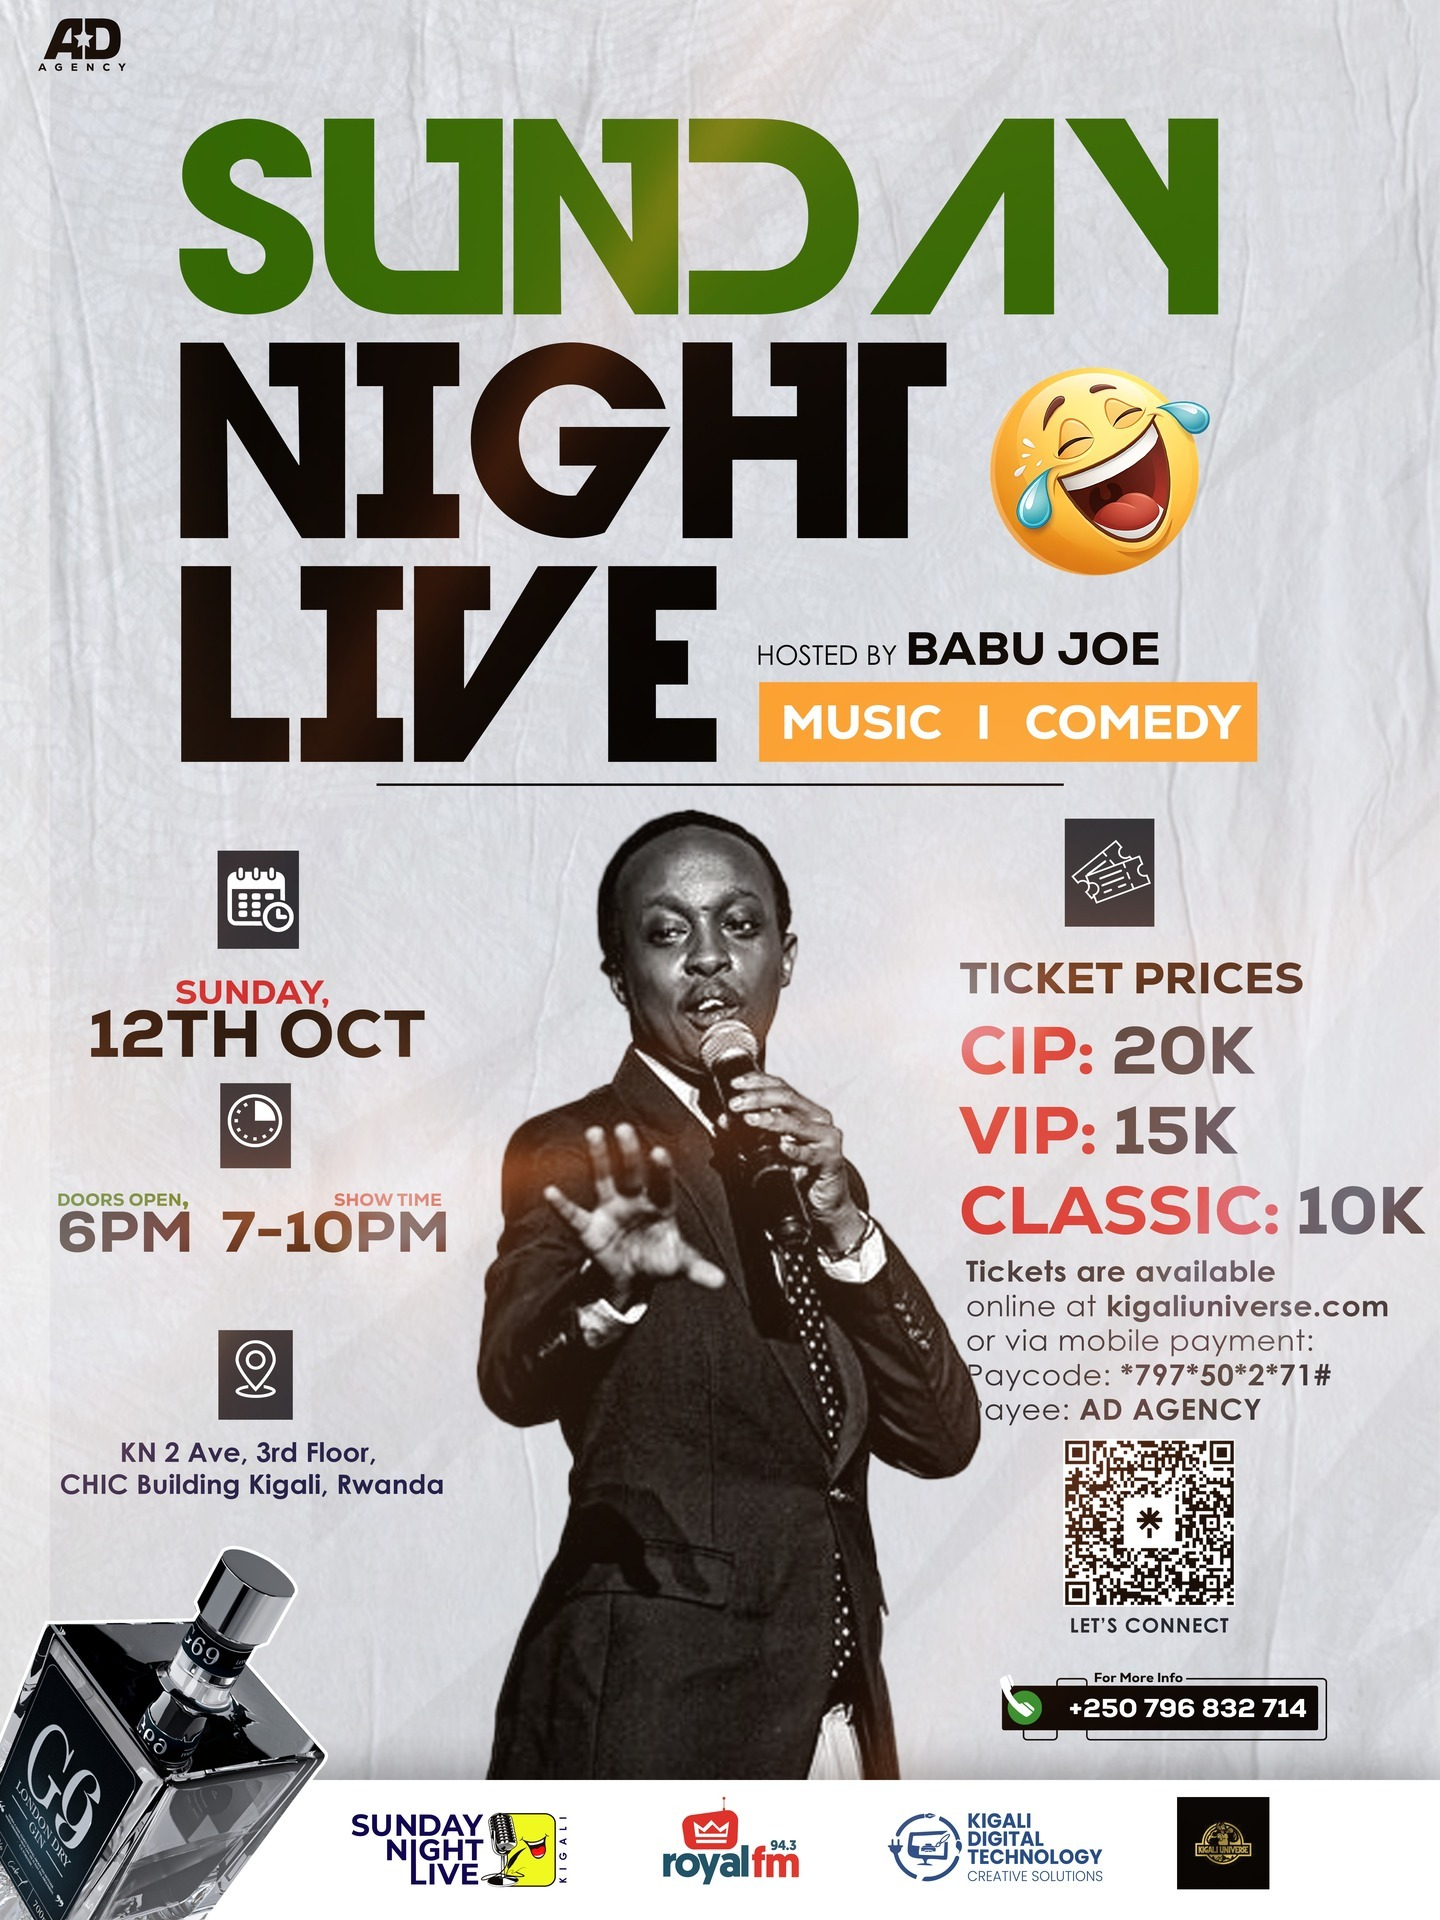 AD
AGENCY
SUNDAY
NIGHT
LIVE
HOSTED BY BABU JOE
MUSIC | COMEDY
SUNDAY,
12TH OCT
DOORS OPEN,
6PM
SHOW TIME
7-10PM
KN 2 Ave, 3rd Floor,
CHIC Building Kigali, Rwanda
TICKET PRICES
CIP: 20K
VIP: 15K
CLASSIC: 10K
Tickets are available
online at kigaliuniverse.com
or via mobile payment:
Paycode: *797*50*2*71#
Payee: AD AGENCY
LET'S CONNECT
For More Info
+250 796 832 714
G69
G9
LONDON DRY
GIN
SUNDAY
NIGHT
LIVE
KIGALI
94.3
royalfm
KIGALI
DIGITAL
TECHNOLOGY
CREATIVE SOLUTIONS
KIGALI UNIVERSE